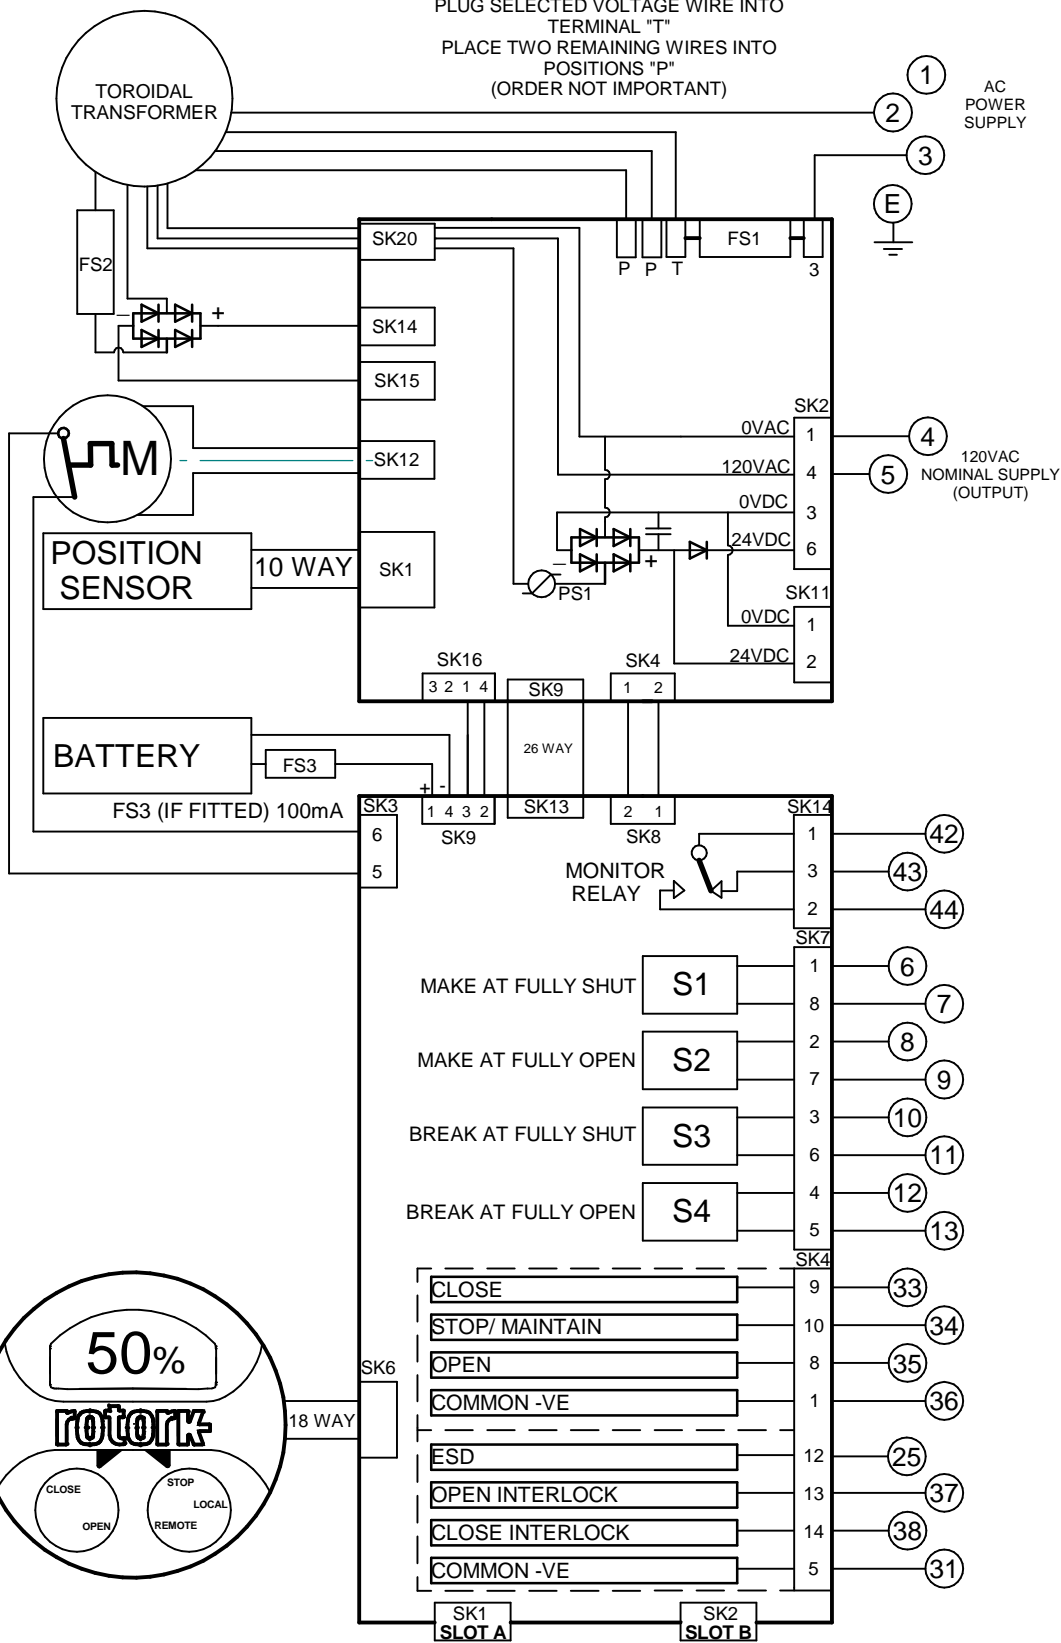 PLUG SELECTED VOLTAGE WIRE INTO
TERMINAL "T"
PLACE TWO REMAINING WIRES INTO
POSITIONS "P"
(ORDER NOT IMPORTANT)
TOROIDAL
TRANSFORMER
1
2
3
E
AC
POWER
SUPPLY
FS2
SK20
P P T
FS1
3
– +
SK14
SK15
M
SK12
SK2
0VAC 1
4
120VAC 4
5
120VAC
NOMINAL SUPPLY
(OUTPUT)
0VDC 3
24VDC 6
– +
PS1
POSITION
SENSOR
10 WAY
SK1
SK11
0VDC 1
24VDC 2
SK16
3 2 1 4
SK9
SK4
1 2
BATTERY
FS3
26 WAY
FS3 (IF FITTED) 100mA
+ -
SK3
6
5
1 4 3 2
SK9
SK13
2 1
SK8
SK14
MONITOR
RELAY
1 42
3 43
2 44
SK7
MAKE AT FULLY SHUT S1
1 6
8 7
MAKE AT FULLY OPEN S2
2 8
7 9
BREAK AT FULLY SHUT S3
3 10
6 11
BREAK AT FULLY OPEN S4
4 12
5 13
SK4
CLOSE 9 33
STOP/ MAINTAIN 10 34
OPEN 8 35
COMMON -VE 1 36
ESD 12 25
OPEN INTERLOCK 13 37
CLOSE INTERLOCK 14 38
COMMON -VE 5 31
50%
rotork
CLOSE
OPEN
STOP
LOCAL
REMOTE
18 WAY
SK6
SK1
SLOT A
SK2
SLOT B